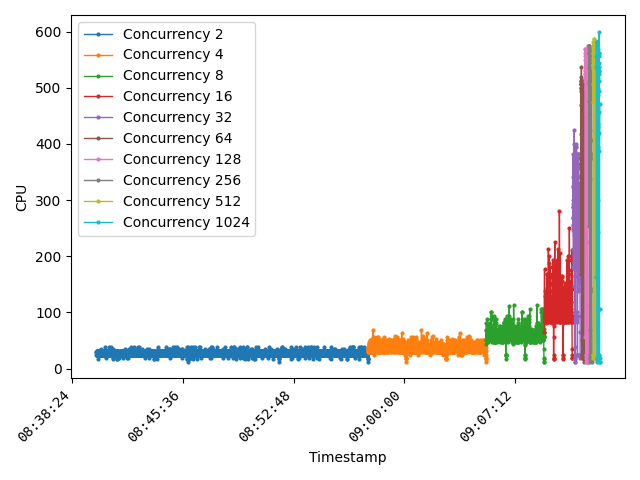 Concurrency 2
Concurrency 4
Concurrency 8
Concurrency 16
Concurrency 32
Concurrency 64
Concurrency 128
Concurrency 256
Concurrency 512
Concurrency 1024
600
500
400
300
200
100
0
CPU
08:38:24
08:45:36
08:52:48
09:00:00
09:07:12
Timestamp